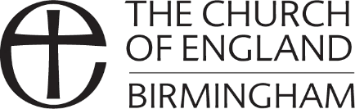 THE CHURCH
OF ENGLAND
BIRMINGHAM